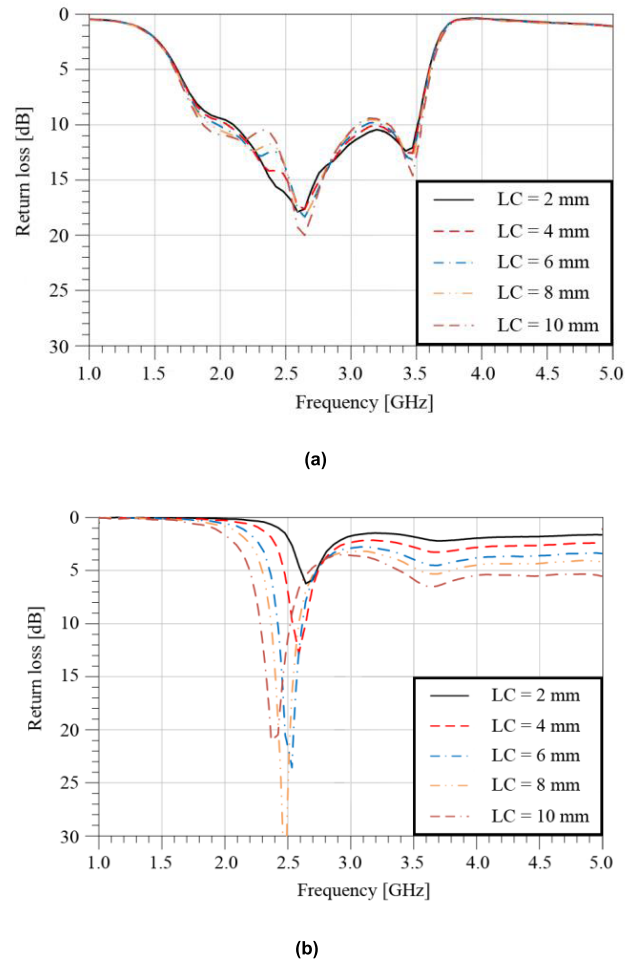 0
5
10
15
20
25
30
Return loss [dB]
LC = 2 mm
LC = 4 mm
LC = 6 mm
LC = 8 mm
LC = 10 mm
1.0 1.5 2.0 2.5 3.0 3.5 4.0 4.5 5.0
Frequency [GHz]
(a)
0
5
10
15
20
25
30
Return loss [dB]
LC = 2 mm
LC = 4 mm
LC = 6 mm
LC = 8 mm
LC = 10 mm
1.0 1.5 2.0 2.5 3.0 3.5 4.0 4.5 5.0
Frequency [GHz]
(b)